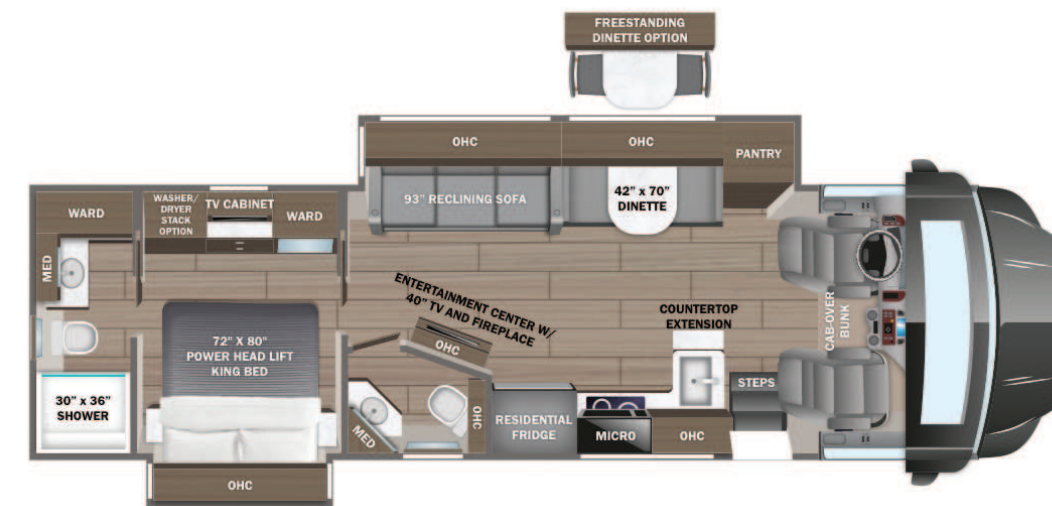 FREESTANDING
DINETTE OPTION
OHC
OHC
PANTRY
93” RECLINING SOFA
42" x 70"
DINETTE
WARD
WASHER/
DRYER
STACK
OPTION
TV CABINET
WARD
MED
ENTERTAINMENT CENTER W/
40” TV AND FIREPLACE
OHC
COUNTERTOP
EXTENSION
CAB-OVER
BUNK
72" X 80"
POWER HEAD LIFT
KING BED
30" x 36"
SHOWER
MED
OHC
RESIDENTIAL
FRIDGE
MICRO
OHC
STEPS
OHC